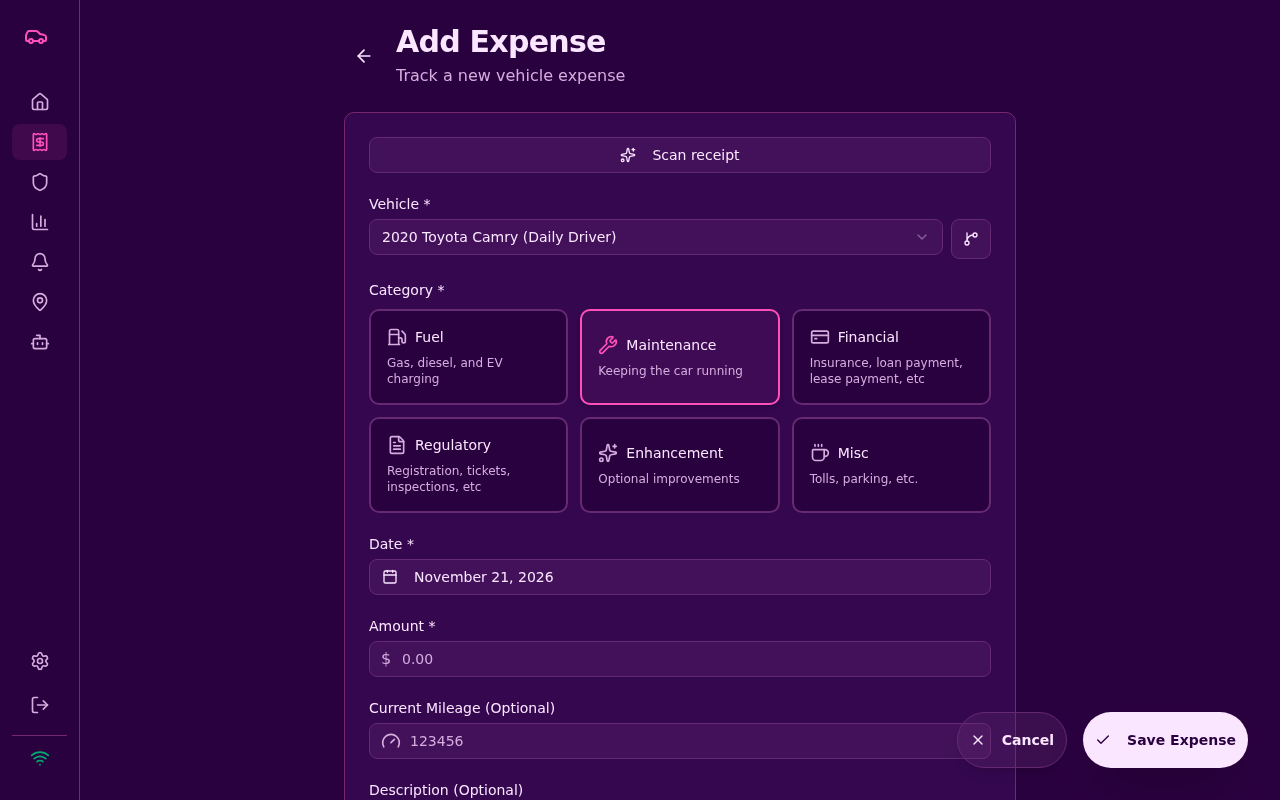 Add Expense
Track a new vehicle expense
Scan receipt
Vehicle *
2020 Toyota Camry (Daily Driver)
Category *
Fuel
Gas, diesel, and EV
charging
Maintenance
Keeping the car running
Financial
Insurance, loan payment,
lease payment, etc
Regulatory
Registration, tickets,
inspections, etc
Enhancement
Optional improvements
Misc
Tolls, parking, etc.
Date *
November 21, 2026
Amount *
$ 0.00
Current Mileage (Optional)
123456
Cancel
Save Expense
Description (Optional)